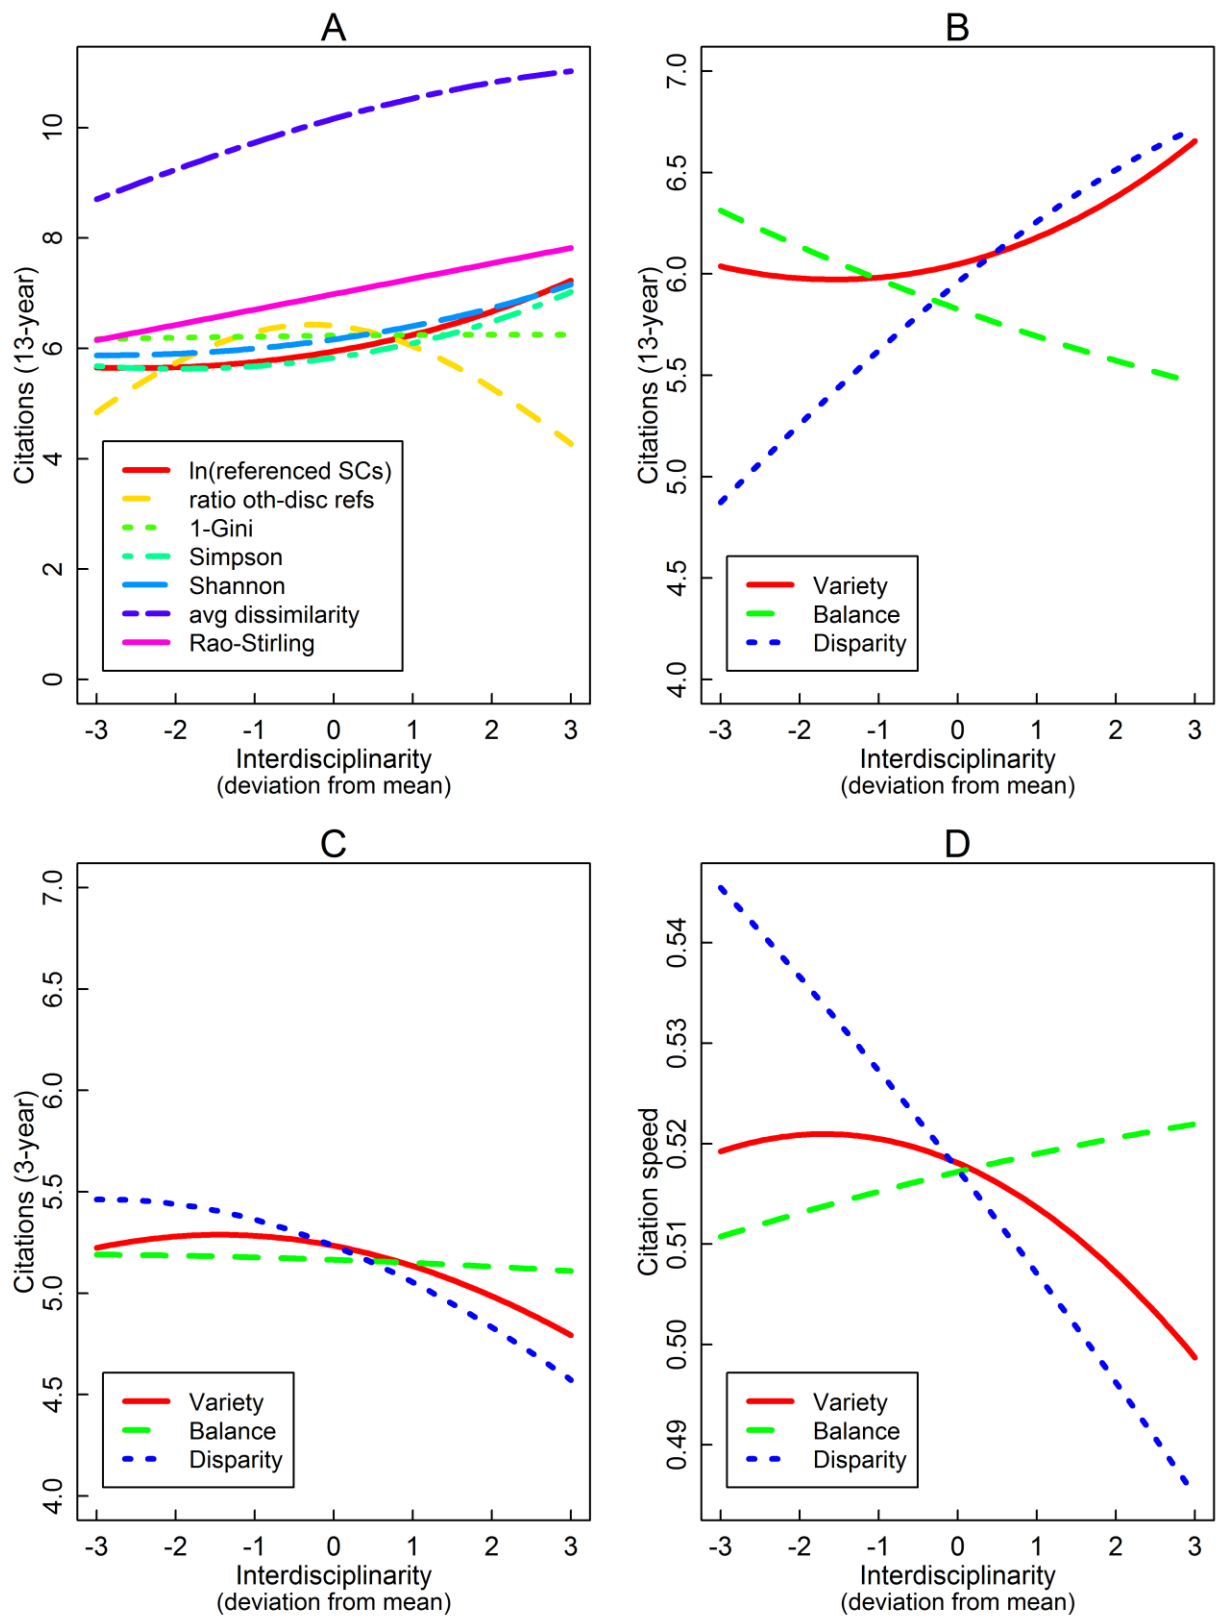 A
Citations (13-year)
10
8
6
4
2
0
ln(referenced SCs)
ratio oth-disc refs
1-Gini
Simpson
Shannon
avg dissimilarity
Rao-Stirling
-3 -2 -1 0 1 2 3
Interdisciplinarity
(deviation from mean)
B
Citations (13-year)
7.0
6.5
6.0
5.5
5.0
4.5
4.0
Variety
Balance
Disparity
-3 -2 -1 0 1 2 3
Interdisciplinarity
(deviation from mean)
C
Citations (3-year)
7.0
6.5
6.0
5.5
5.0
4.5
4.0
Variety
Balance
Disparity
-3 -2 -1 0 1 2 3
Interdisciplinarity
(deviation from mean)
D
Citation speed
0.54
0.53
0.52
0.51
0.50
0.49
Variety
Balance
Disparity
-3 -2 -1 0 1 2 3
Interdisciplinarity
(deviation from mean)